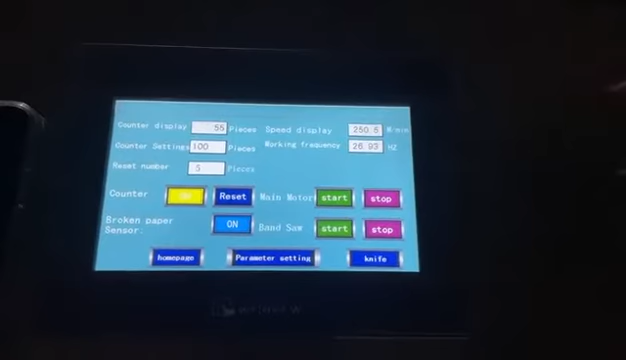 Counter display 55 Pieces Speed display 250.5 M/min
Counter Setting 100 Pieces Working frequency 26.93 HZ
Reset number 5 Pieces
Counter ON Reset Main Motor start stop
Broken paper Sensor. ON Band Saw start stop
homepage Parameter setting knife